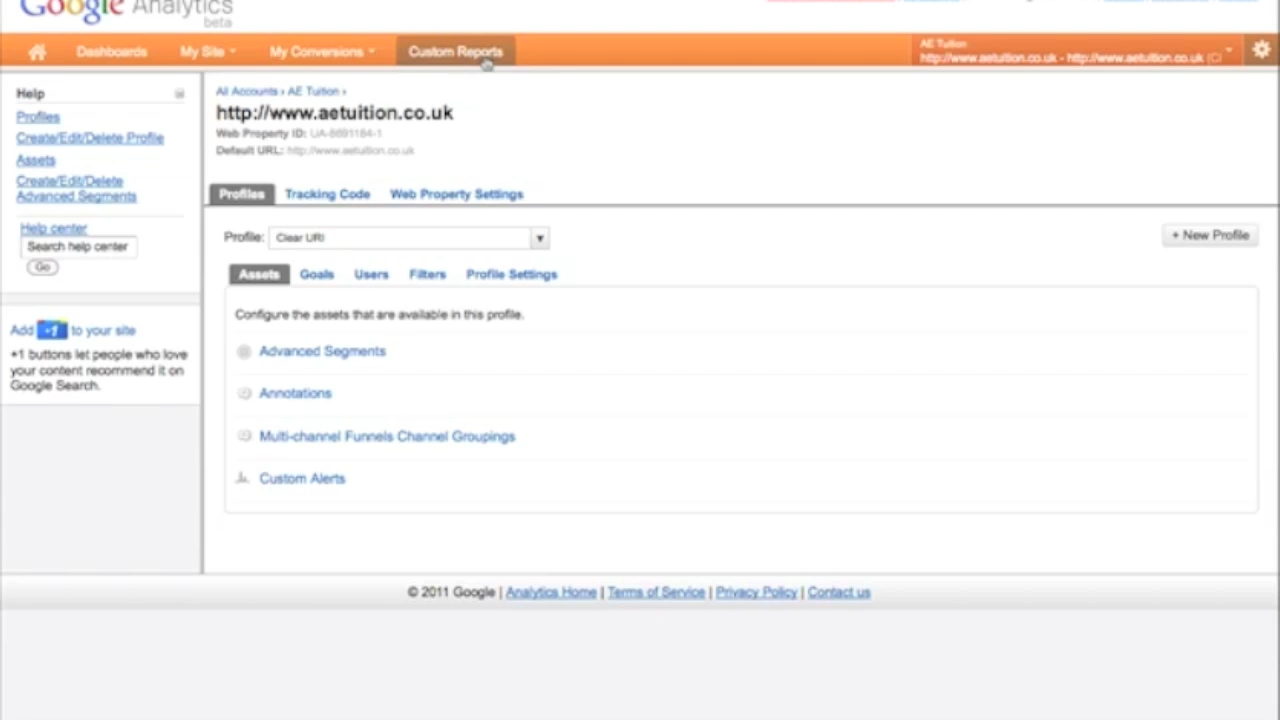 Google Analytics
beta
Dashboards My Site My Conversions Custom Reports
AE Tuition
http://www.aetuition.co.uk - http://www.aetuition.co.uk
Help
Profiles
Create/Edit/Delete Profile
Assets
Create/Edit/Delete
Advanced Segments
Help center
Search help center
Go
Add +1 to your site
+1 buttons let people who love
your content recommend it on
Google Search.
All Accounts › AE Tuition ›
http://www.aetuition.co.uk
Web Property ID: UA-8691184-1
Default URL: http://www.aetuition.co.uk
Profiles Tracking Code Web Property Settings
Profile: Clear URI
+ New Profile
Assets Goals Users Filters Profile Settings
Configure the assets that are available in this profile.
Advanced Segments
Annotations
Multi-channel Funnels Channel Groupings
Custom Alerts
© 2011 Google | Analytics Home | Terms of Service | Privacy Policy | Contact us